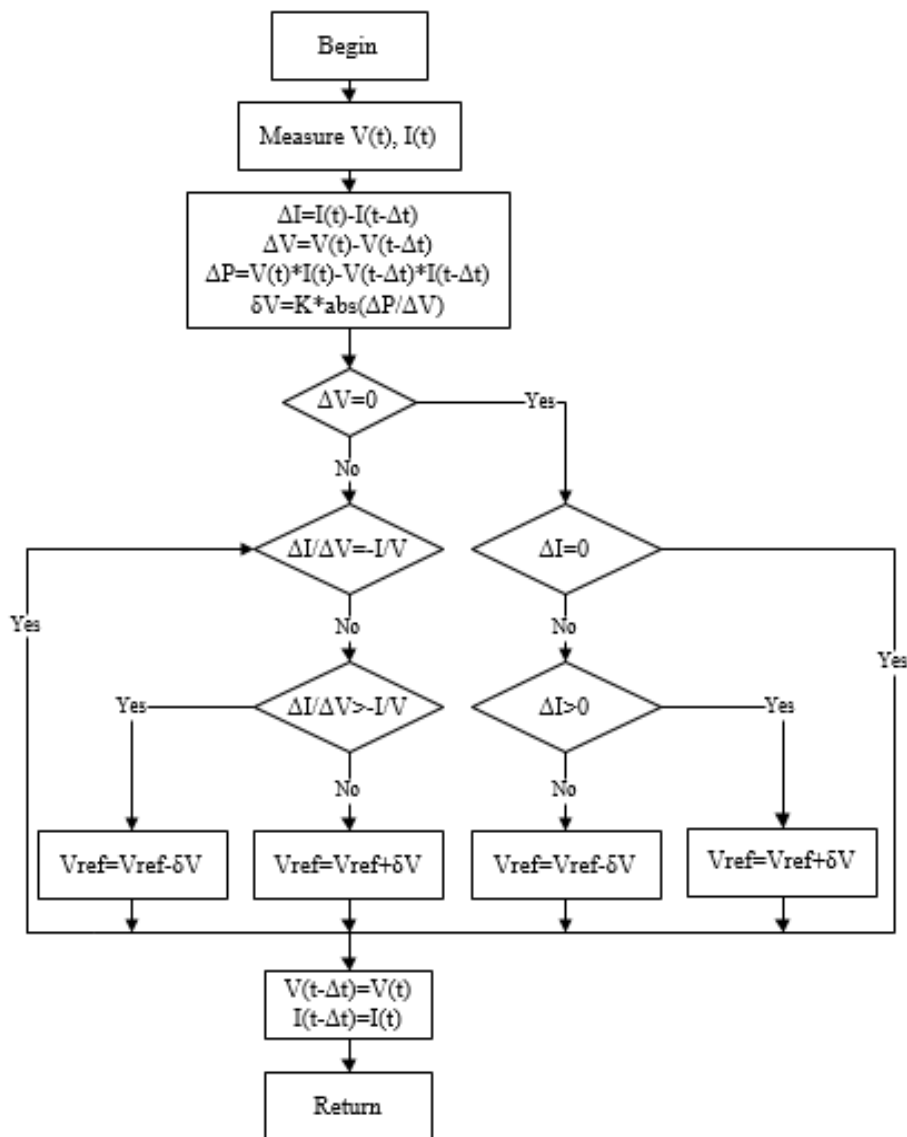 Begin
Measure V(t), I(t)
ΔI=I(t)-I(t-Δt)
ΔV=V(t)-V(t-Δt)
ΔP=V(t)*I(t)-V(t-Δt)*I(t-Δt)
δV=K*abs(ΔP/ΔV)
ΔV=0
Yes
No
ΔI/ΔV=-I/V
ΔI=0
Yes
No
No
Yes
Yes
ΔI/ΔV>-I/V
ΔI>0
Yes
No
No
Vref=Vref-δV
Vref=Vref+δV
Vref=Vref-δV
Vref=Vref+δV
V(t-Δt)=V(t)
I(t-Δt)=I(t)
Return